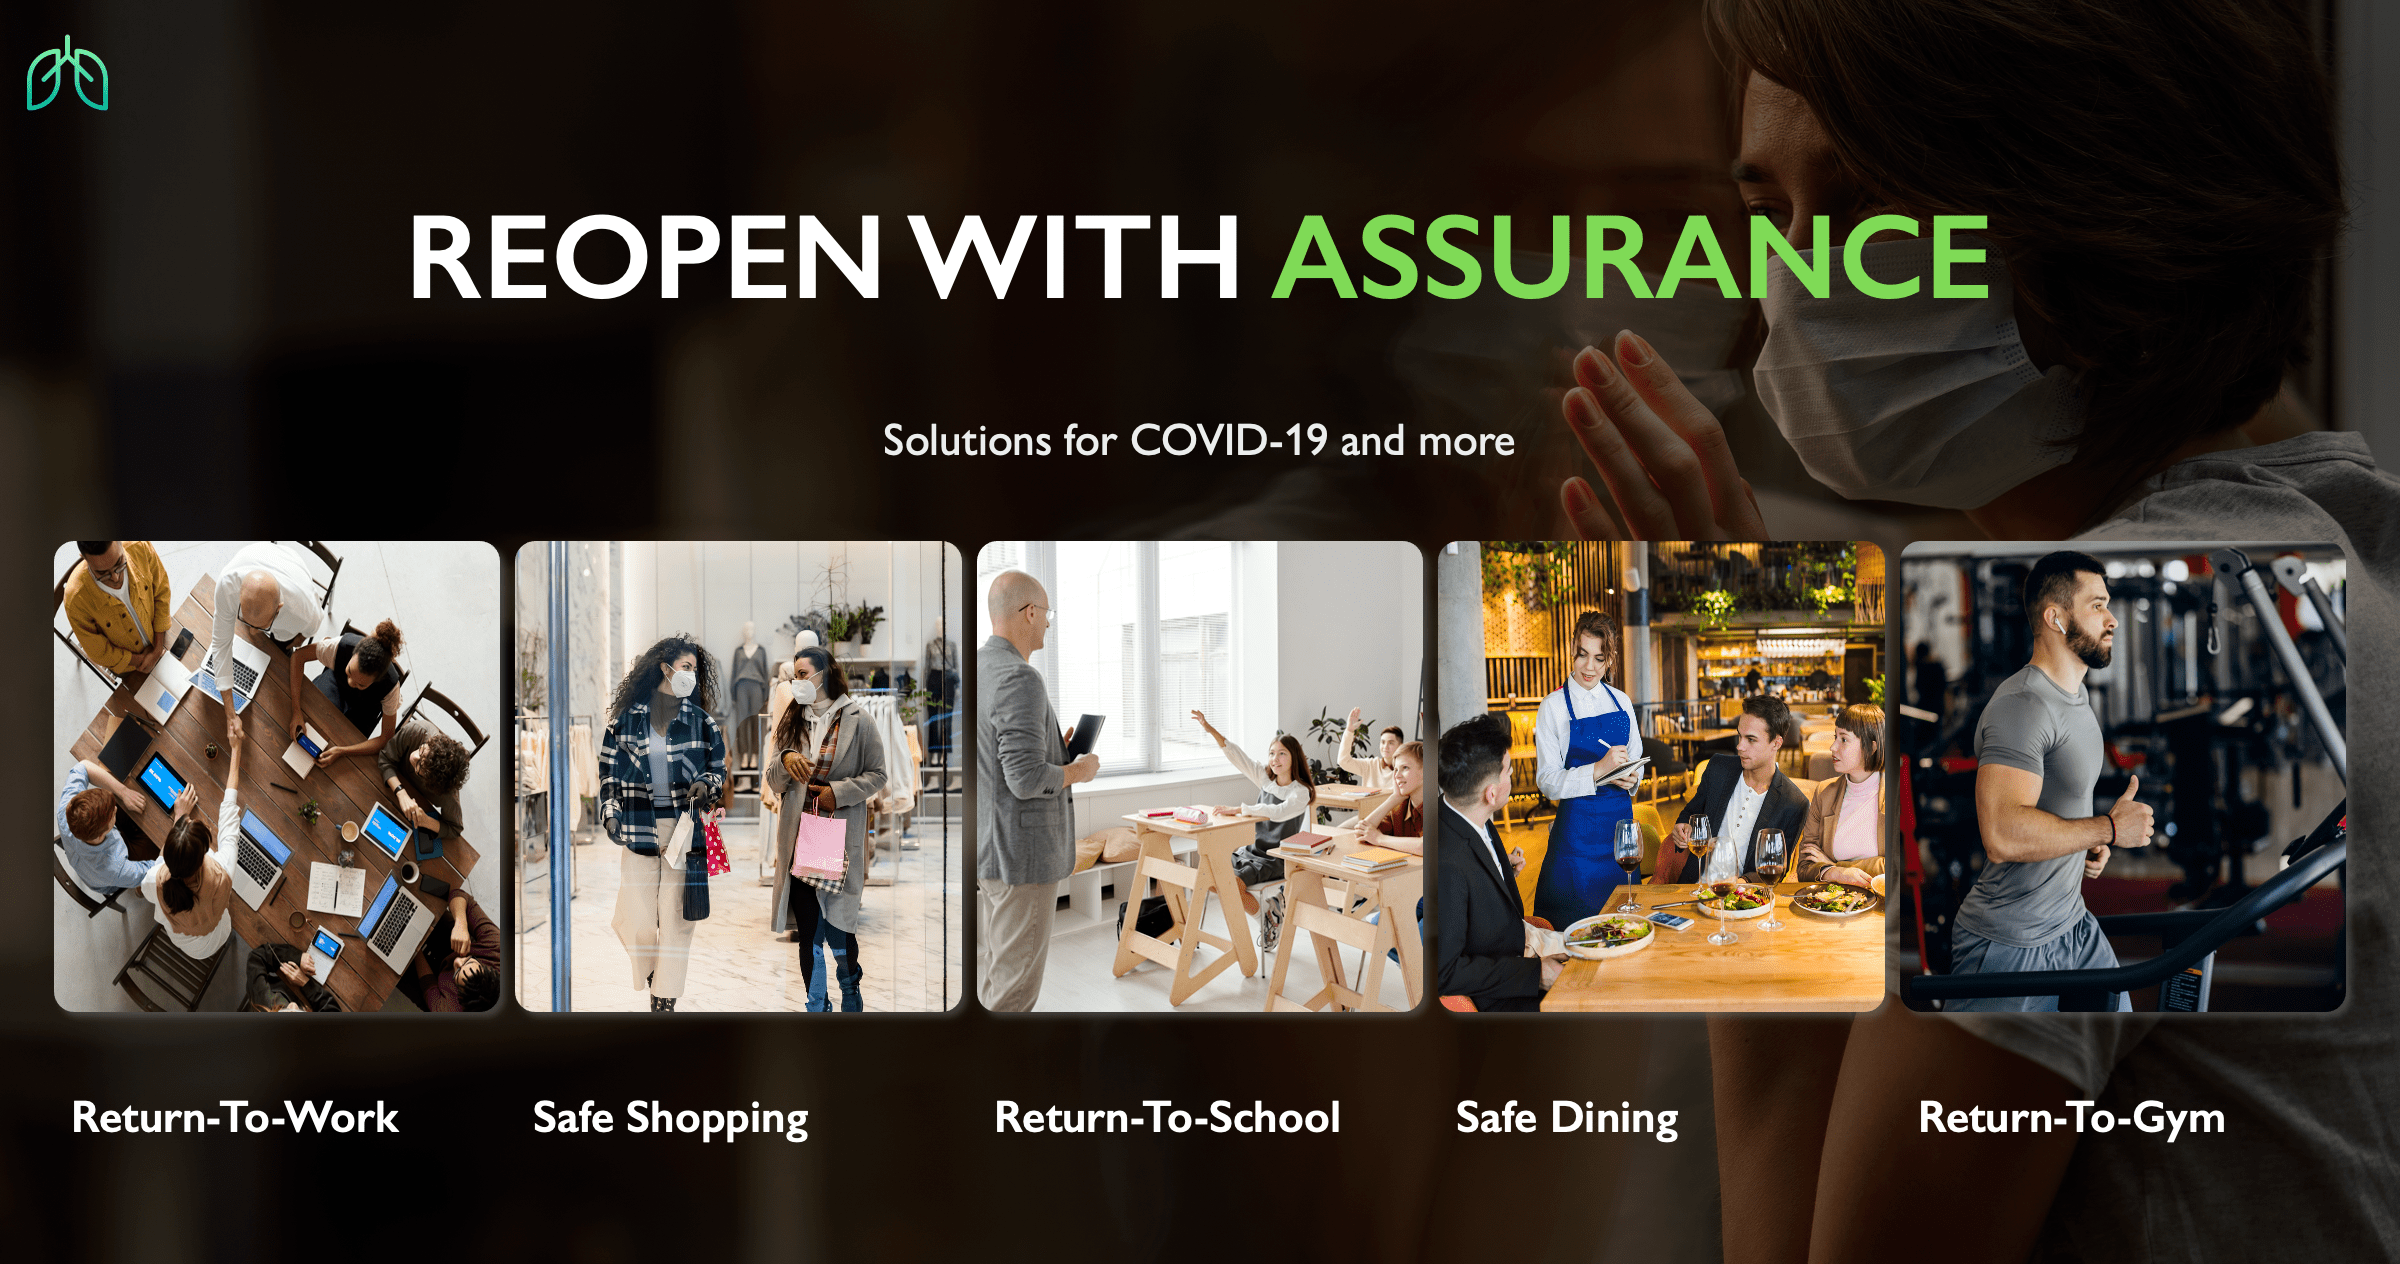 REOPEN WITH ASSURANCE
Solutions for COVID-19 and more
Return-To-Work
Safe Shopping
Return-To-School
Safe Dining
Return-To-Gym